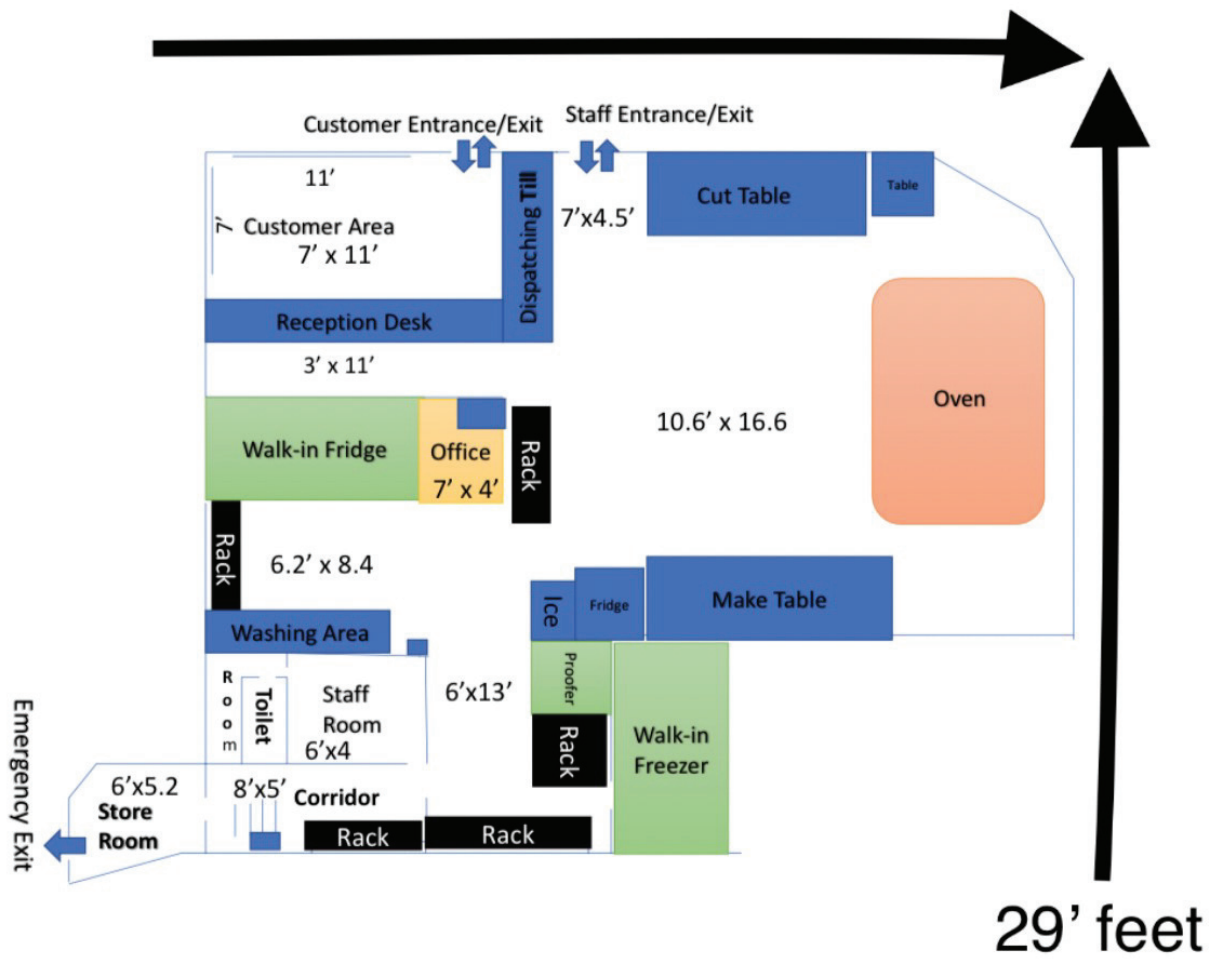 Customer Entrance/Exit
Staff Entrance/Exit
11'
7'
Customer Area
7' x 11'
Dispatching Till
7'x4.5'
Cut Table
Table
Reception Desk
3' x 11'
Walk-in Fridge
Office
7' x 4'
Rack
10.6' x 16.6
Oven
Rack
6.2' x 8.4
Washing Area
Ice
Fridge
Make Table
Room
Toilet
Staff
Room
6'x4
6'x13'
Proofer
Rack
Walk-in
Freezer
Emergency Exit
6'x5.2
Store
Room
8'x5'
Corridor
Rack
Rack
29' feet